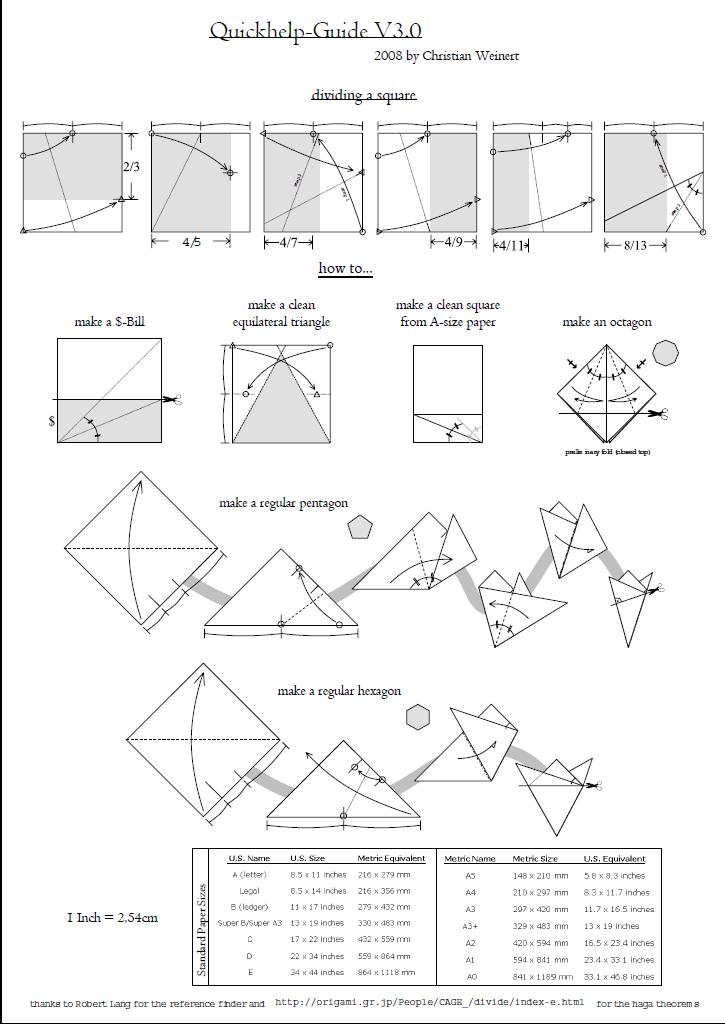 Quickhelp-Guide V3.0
2008 by Christian Weinert
dividing a square
2/3
4/5
4/7
4/9
4/11
8/13
how to...
make a $-Bill
make a clean
equilateral triangle
make a clean square
from A-size paper
make an octagon
$
(closed top)
make a regular pentagon
make a regular hexagon
1 Inch = 2,54cm
Standard Paper Sizes
U.S. Name U.S. Size Metric Equivalent
A (letter) 8.5 x 11 inches 216 x 279 mm
Legal 8.5 x 14 inches 216 x 356 mm
B (ledger) 11 x 17 inches 279 x 432 mm
Super B/Super A3 13 x 19 inches 330 x 483 mm
C 17 x 22 inches 432 x 559 mm
D 22 x 34 inches 559 x 864 mm
E 34 x 44 inches 864 x 1118 mm
Metric Name Metric Size U.S. Equivalent
A5 148 x 210 mm 5.8 x 8.3 inches
A4 210 x 297 mm 8.3 x 11.7 inches
A3 297 x 420 mm 11.7 x 16.5 inches
A3+ 329 x 483 mm 13 x 19 inches
A2 420 x 594 mm 16.5 x 23.4 inches
A1 594 x 841 mm 23.4 x 33.1 inches
A0 841 x 1189 mm 33.1 x 46.8 inches
thanks to Robert Lang for the reference finder and http://origami.gr.jp/People/CAGE_/divide/index-e.html for the haga theorems